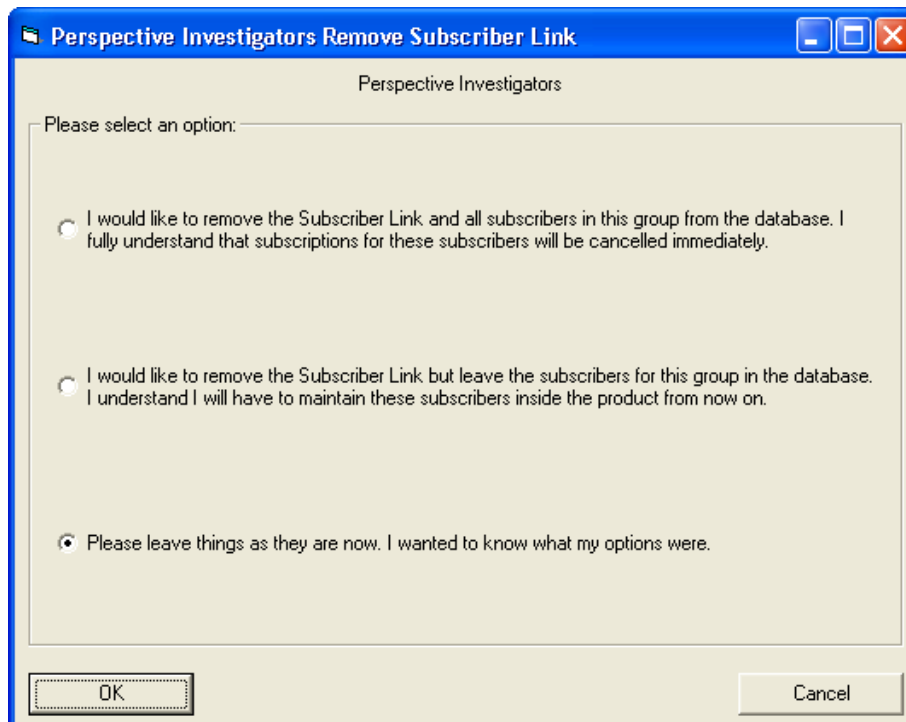 Perspective Investigators Remove Subscriber Link
Perspective Investigators
Please select an option:
I would like to remove the Subscriber Link and all subscribers in this group from the database. I
fully understand that subscriptions for these subscribers will be cancelled immediately.
I would like to remove the Subscriber Link but leave the subscribers for this group in the database.
I understand I will have to maintain these subscribers inside the product from now on.
Please leave things as they are now. I wanted to know what my options were.
OK
Cancel